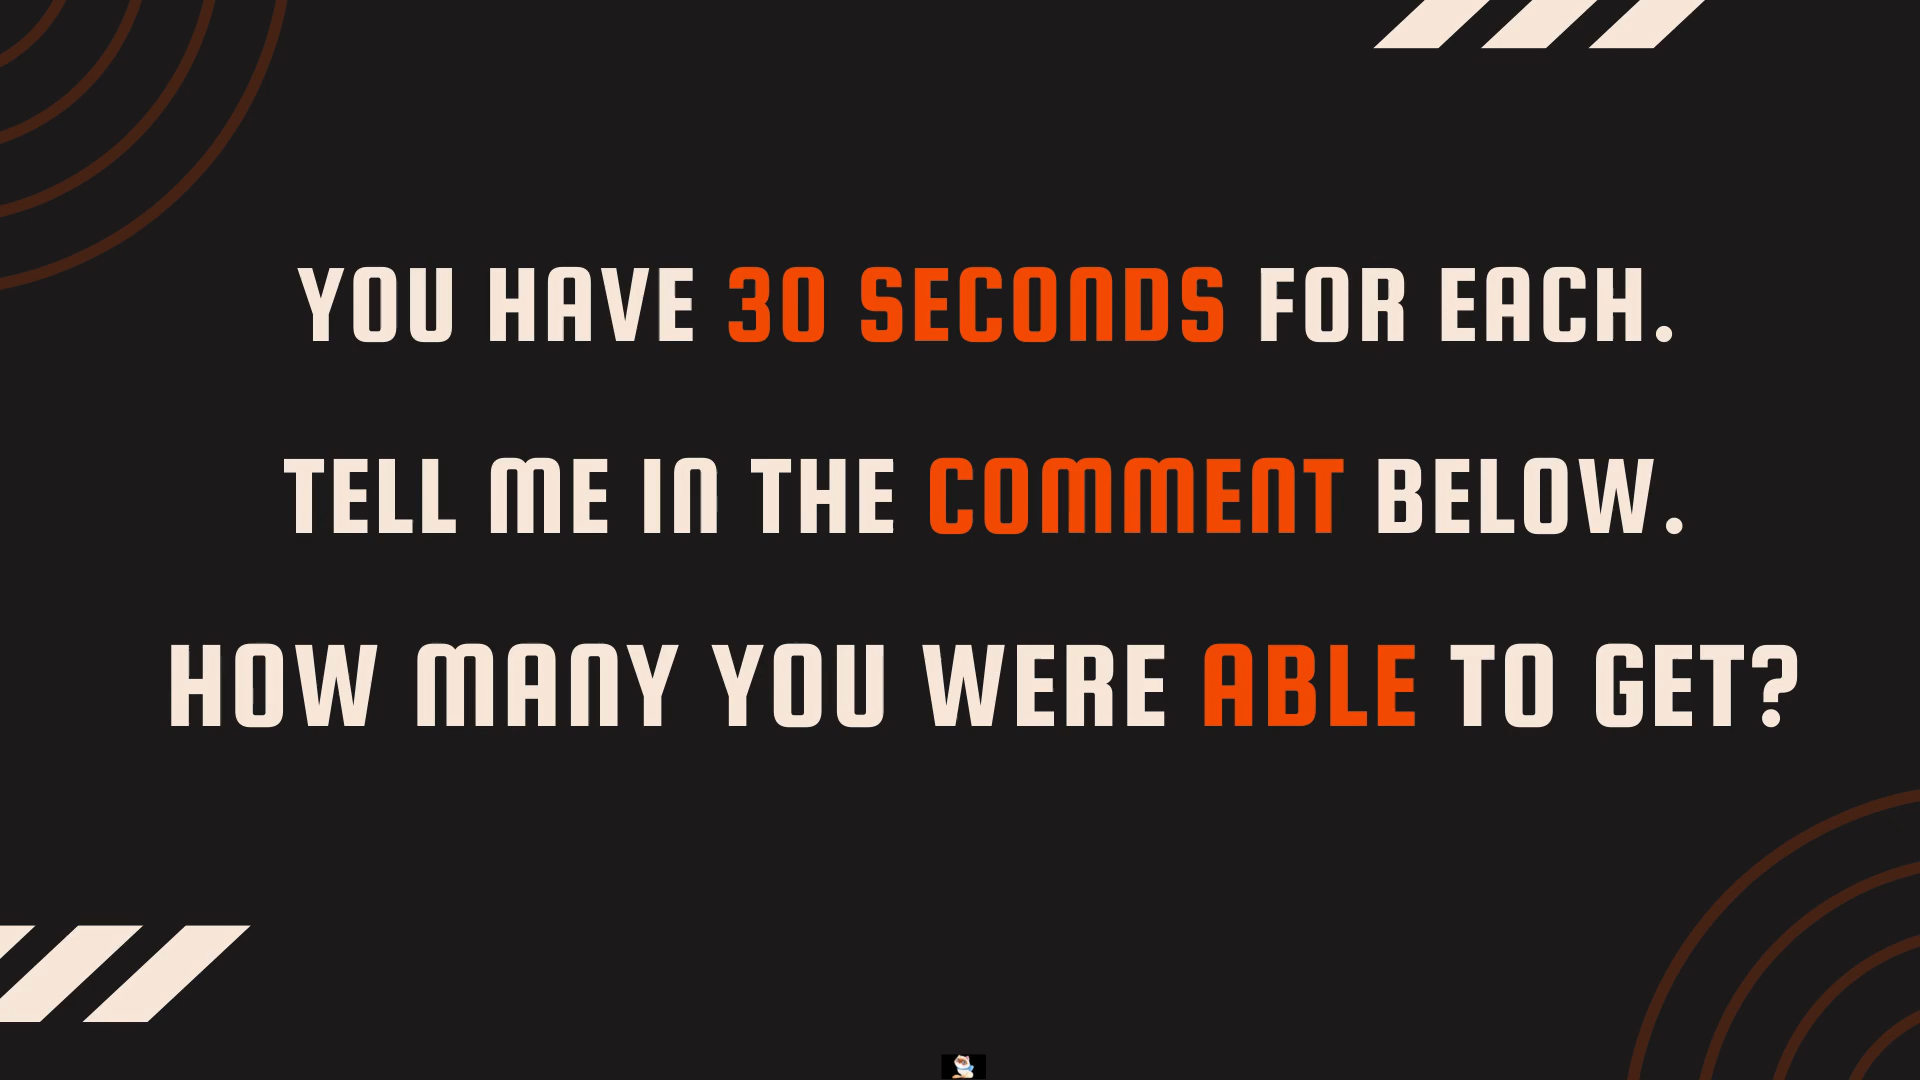 YOU HAVE 30 SECONDS FOR EACH.
TELL ME IN THE COMMENT BELOW.
HOW MANY YOU WERE ABLE TO GET?